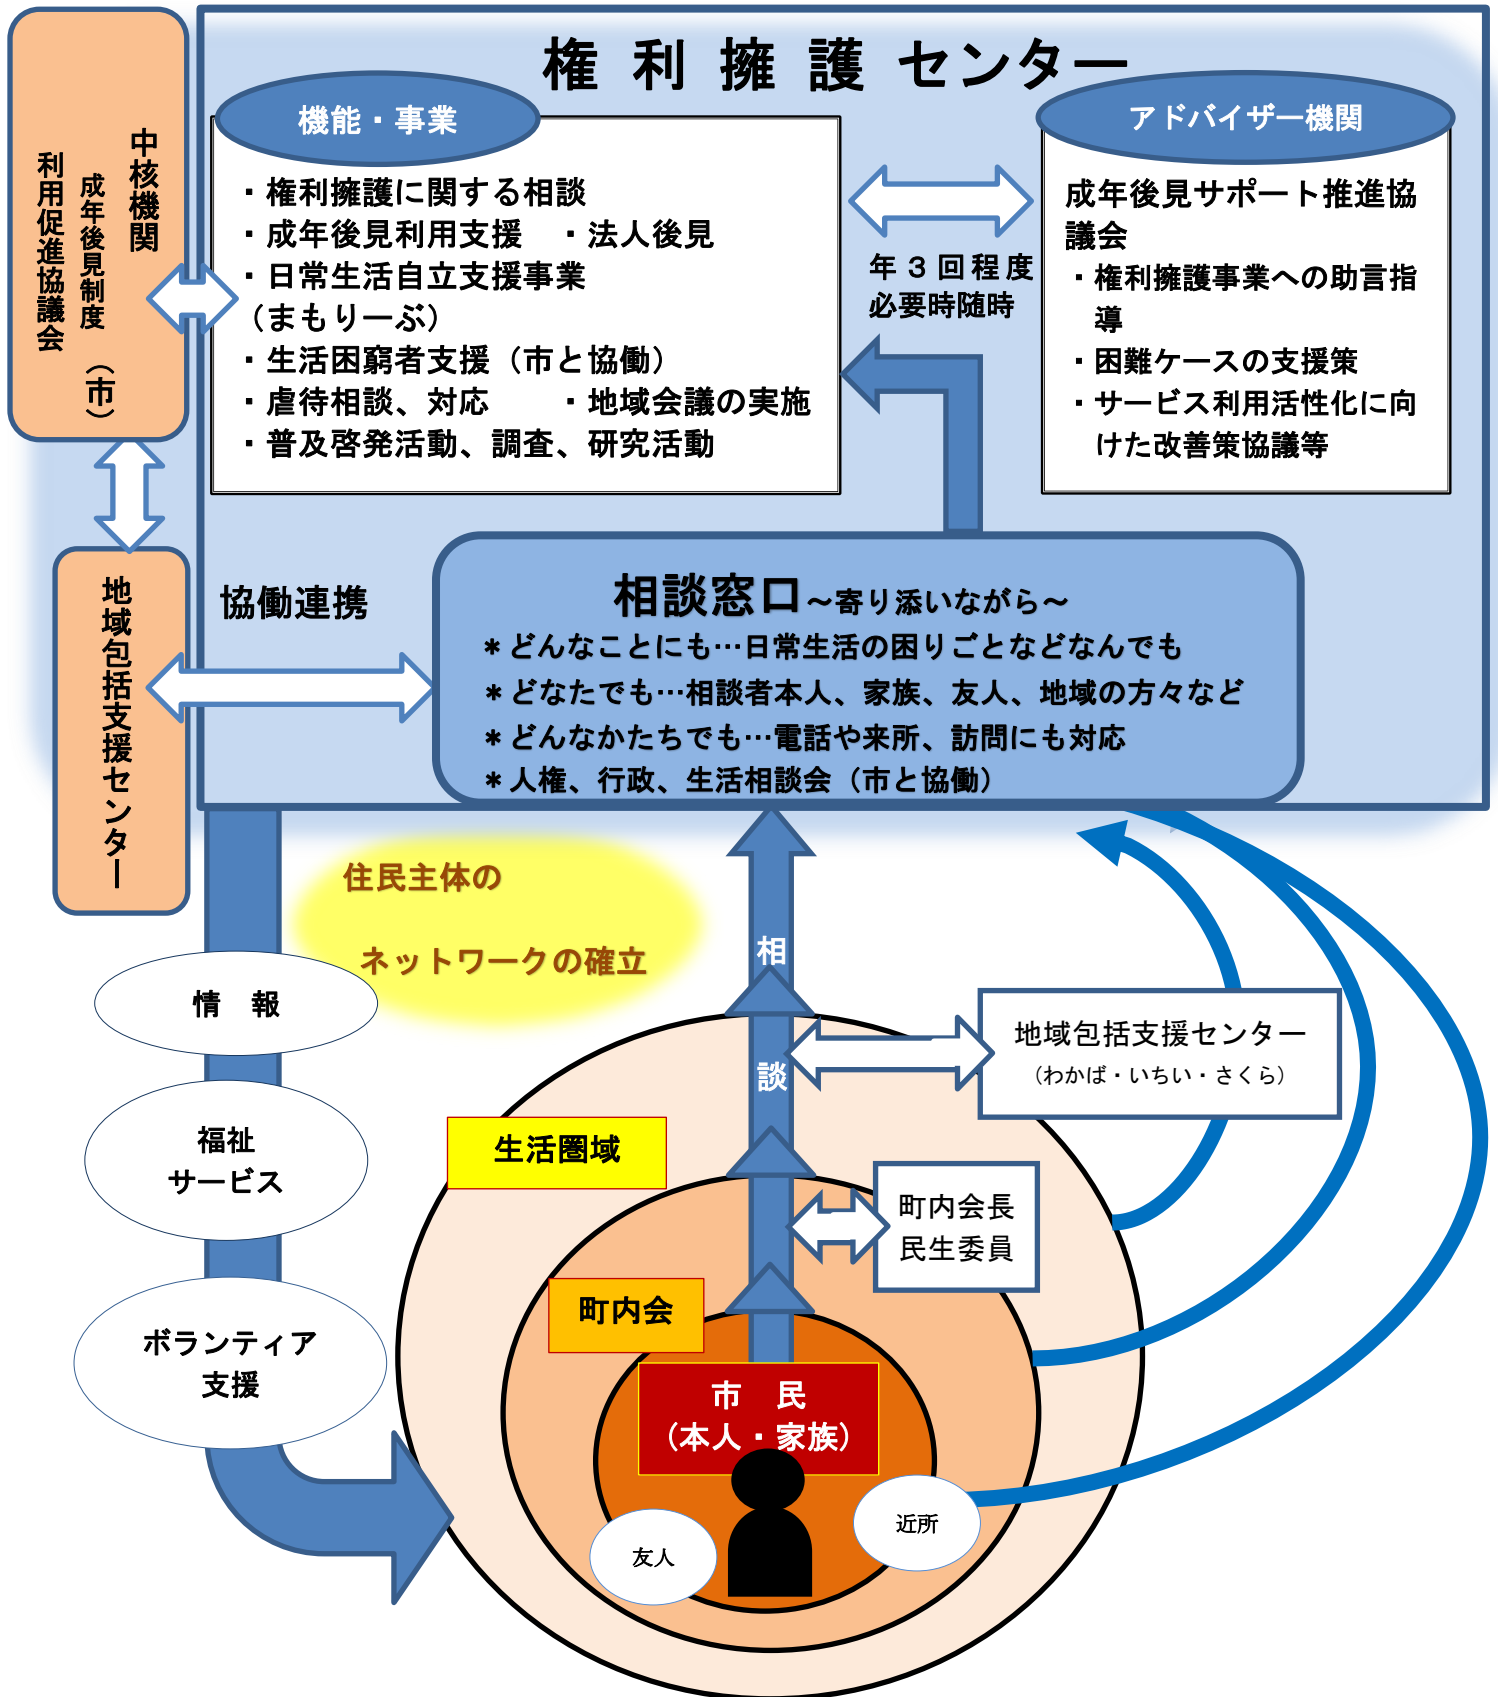 権 利 擁 護 センター
中核機関
成年後見制度
利用促進協議会
（市）
機能・事業
・権利擁護に関する相談
・成年後見利用支援　・法人後見
・日常生活自立支援事業
（まもりーぶ）
・生活困窮者支援（市と協働）
・虐待相談、対応　　・地域会議の実施
・普及啓発活動、調査、研究活動
年３回程度
必要時随時
アドバイザー機関
成年後見サポート推進協
議会
・権利擁護事業への助言指
導
・困難ケースの支援策
・サービス利用活性化に向
けた改善策協議等
地域包括支援センター
協働連携
相談窓口～寄り添いながら～
＊どんなことにも…日常生活の困りごとなどなんでも
＊どなたでも…相談者本人、家族、友人、地域の方々など
＊どんなかたちでも…電話や来所、訪問にも対応
＊人権、行政、生活相談会（市と協働）
住民主体の
ネットワークの確立
情　報
福祉
サービス
ボランティア
支援
相
談
地域包括支援センター
（わかば・いちい・さくら）
生活圏域
町内会長
民生委員
町内会
市　民
（本人・家族）
友人
近所